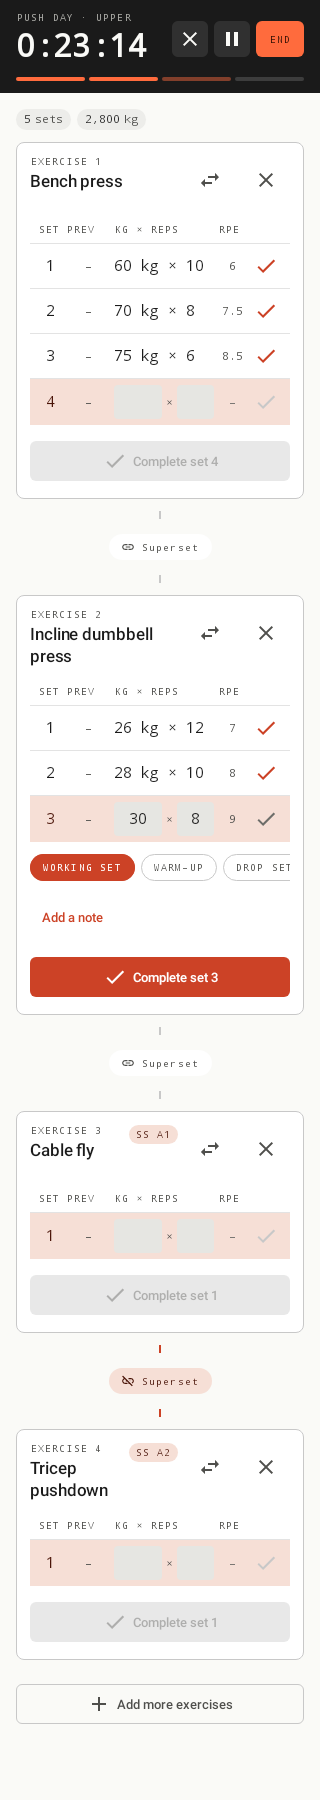 PUSH DAY · UPPER
0:23:14
END
5 sets 2,800 kg
EXERCISE 1
Bench press
SET PREV KG × REPS RPE
1 – 60 kg × 10 6
2 – 70 kg × 8 7.5
3 – 75 kg × 6 8.5
4 – × –
Complete set 4
Superset
EXERCISE 2
Incline dumbbell
press
SET PREV KG × REPS RPE
1 – 26 kg × 12 7
2 – 28 kg × 10 8
3 – 30 × 8 9
WORKING SET WARM-UP DROP SET
Add a note
Complete set 3
Superset
EXERCISE 3 SS A1
Cable fly
SET PREV KG × REPS RPE
1 – × –
Complete set 1
Superset
EXERCISE 4 SS A2
Tricep
pushdown
SET PREV KG × REPS RPE
1 – × –
Complete set 1
Add more exercises